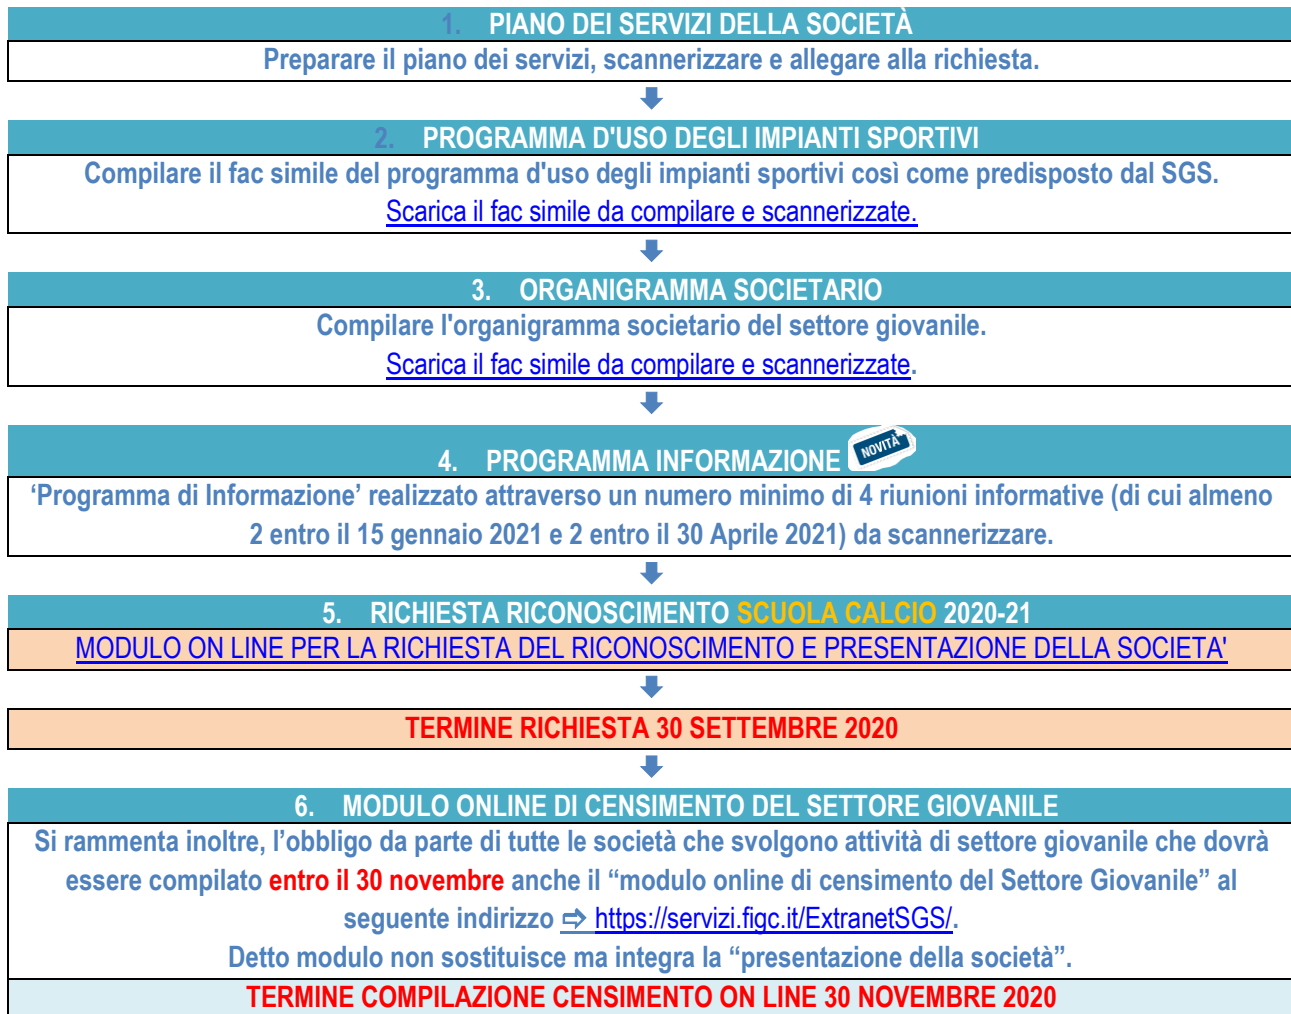 1. PIANO DEI SERVIZI DELLA SOCIETÀ
Preparare il piano dei servizi, scannerizzare e allegare alla richiesta.
2. PROGRAMMA D'USO DEGLI IMPIANTI SPORTIVI
Compilare il fac simile del programma d'uso degli impianti sportivi così come predisposto dal SGS.
Scarica il fac simile da compilare e scannerizzate.
3. ORGANIGRAMMA SOCIETARIO
Compilare l'organigramma societario del settore giovanile.
Scarica il fac simile da compilare e scannerizzate.
4. PROGRAMMA INFORMAZIONE NOVITÀ
‘Programma di Informazione’ realizzato attraverso un numero minimo di 4 riunioni informative (di cui almeno
2 entro il 15 gennaio 2021 e 2 entro il 30 Aprile 2021) da scannerizzare.
5. RICHIESTA RICONOSCIMENTO SCUOLA CALCIO 2020-21
MODULO ON LINE PER LA RICHIESTA DEL RICONOSCIMENTO E PRESENTAZIONE DELLA SOCIETA'
TERMINE RICHIESTA 30 SETTEMBRE 2020
6. MODULO ONLINE DI CENSIMENTO DEL SETTORE GIOVANILE
Si rammenta inoltre, l’obbligo da parte di tutte le società che svolgono attività di settore giovanile che dovrà
essere compilato entro il 30 novembre anche il “modulo online di censimento del Settore Giovanile” al
seguente indirizzo ⇨ https://servizi.figc.it/ExtranetSGS/.
Detto modulo non sostituisce ma integra la “presentazione della società”.
TERMINE COMPILAZIONE CENSIMENTO ON LINE 30 NOVEMBRE 2020